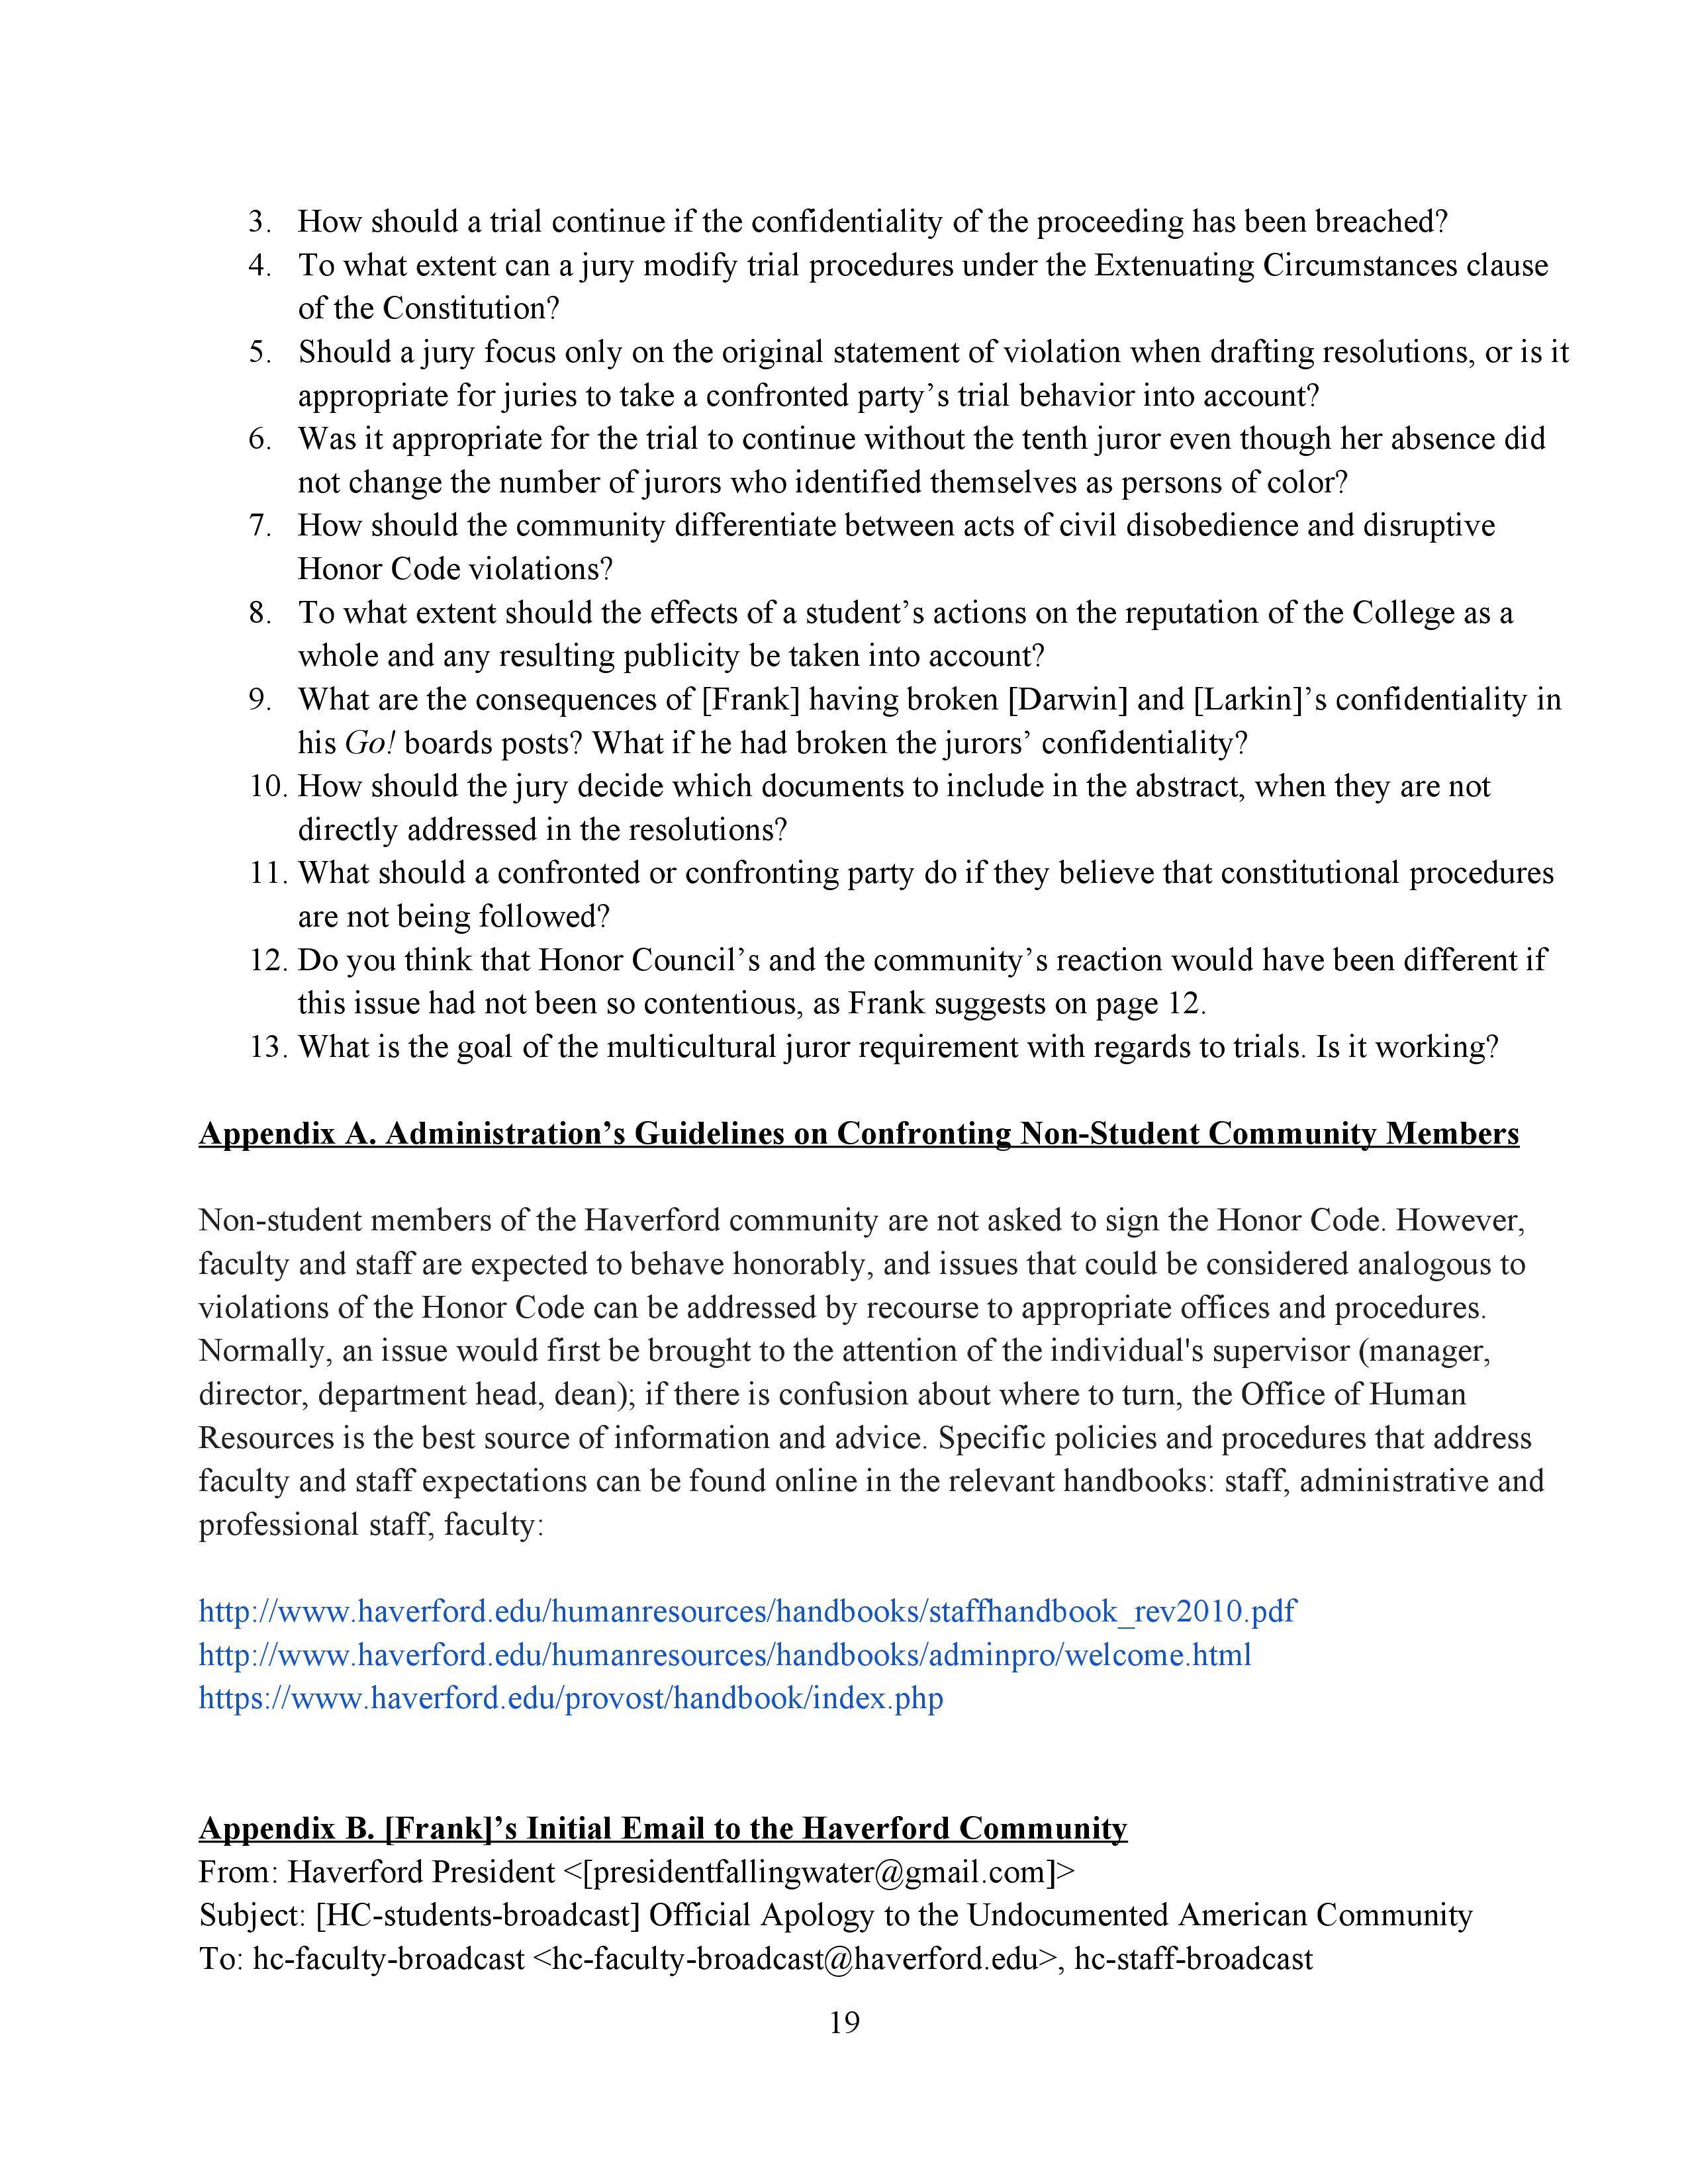 3. How should a trial continue if the confidentiality of the proceeding has been breached?
4. To what extent can a jury modify trial procedures under the Extenuating Circumstances clause
of the Constitution?
5. Should a jury focus only on the original statement of violation when drafting resolutions, or is it
appropriate for juries to take a confronted party’s trial behavior into account?
6. Was it appropriate for the trial to continue without the tenth juror even though her absence did
not change the number of jurors who identified themselves as persons of color?
7. How should the community differentiate between acts of civil disobedience and disruptive
Honor Code violations?
8. To what extent should the effects of a student’s actions on the reputation of the College as a
whole and any resulting publicity be taken into account?
9. What are the consequences of [Frank] having broken [Darwin] and [Larkin]’s confidentiality in
his Go! boards posts? What if he had broken the jurors’ confidentiality?
10. How should the jury decide which documents to include in the abstract, when they are not
directly addressed in the resolutions?
11. What should a confronted or confronting party do if they believe that constitutional procedures
are not being followed?
12. Do you think that Honor Council’s and the community’s reaction would have been different if
this issue had not been so contentious, as Frank suggests on page 12.
13. What is the goal of the multicultural juror requirement with regards to trials. Is it working?
Appendix A. Administration’s Guidelines on Confronting Non-Student Community Members
Non-student members of the Haverford community are not asked to sign the Honor Code. However,
faculty and staff are expected to behave honorably, and issues that could be considered analogous to
violations of the Honor Code can be addressed by recourse to appropriate offices and procedures.
Normally, an issue would first be brought to the attention of the individual's supervisor (manager,
director, department head, dean); if there is confusion about where to turn, the Office of Human
Resources is the best source of information and advice. Specific policies and procedures that address
faculty and staff expectations can be found online in the relevant handbooks: staff, administrative and
professional staff, faculty:
http://www.haverford.edu/humanresources/handbooks/staffhandbook_rev2010.pdf
http://www.haverford.edu/humanresources/handbooks/adminpro/welcome.html
https://www.haverford.edu/provost/handbook/index.php
Appendix B. [Frank]’s Initial Email to the Haverford Community
From: Haverford President <[presidentfallingwater@gmail.com]>
Subject: [HC-students-broadcast] Official Apology to the Undocumented American Community
To: hc-faculty-broadcast <hc-faculty-broadcast@haverford.edu>, hc-staff-broadcast
19